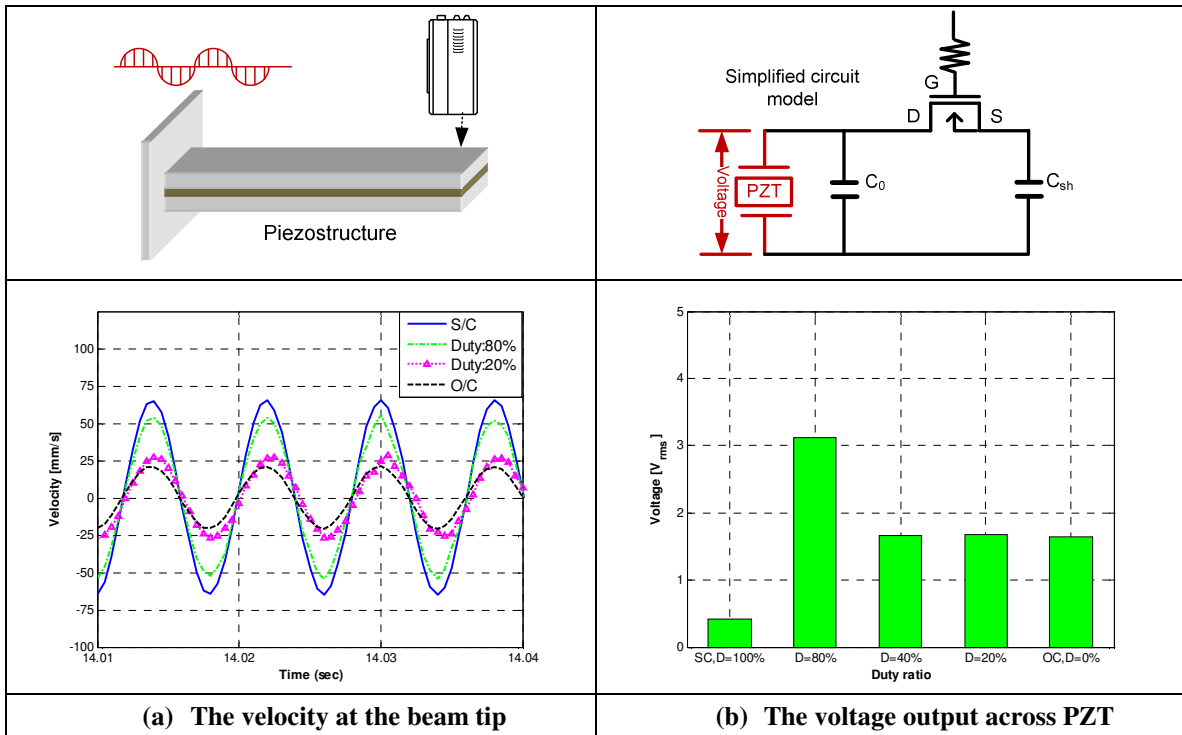 Piezostructure
Simplified circuit
model
G
D
S
Voltage
PZT
C0
Csh
S/C
Duty:80%
Duty:20%
O/C
Velocity [mm/s]
100
75
50
25
0
-25
-50
-75
-100
14.01
14.02
14.03
14.04
Time (sec)
Voltage [Vrms]
5
4
3
2
1
0
SC,D=100%
D=80%
D=40%
D=20%
OC,D=0%
Duty ratio
(a) The velocity at the beam tip
(b) The voltage output across PZT